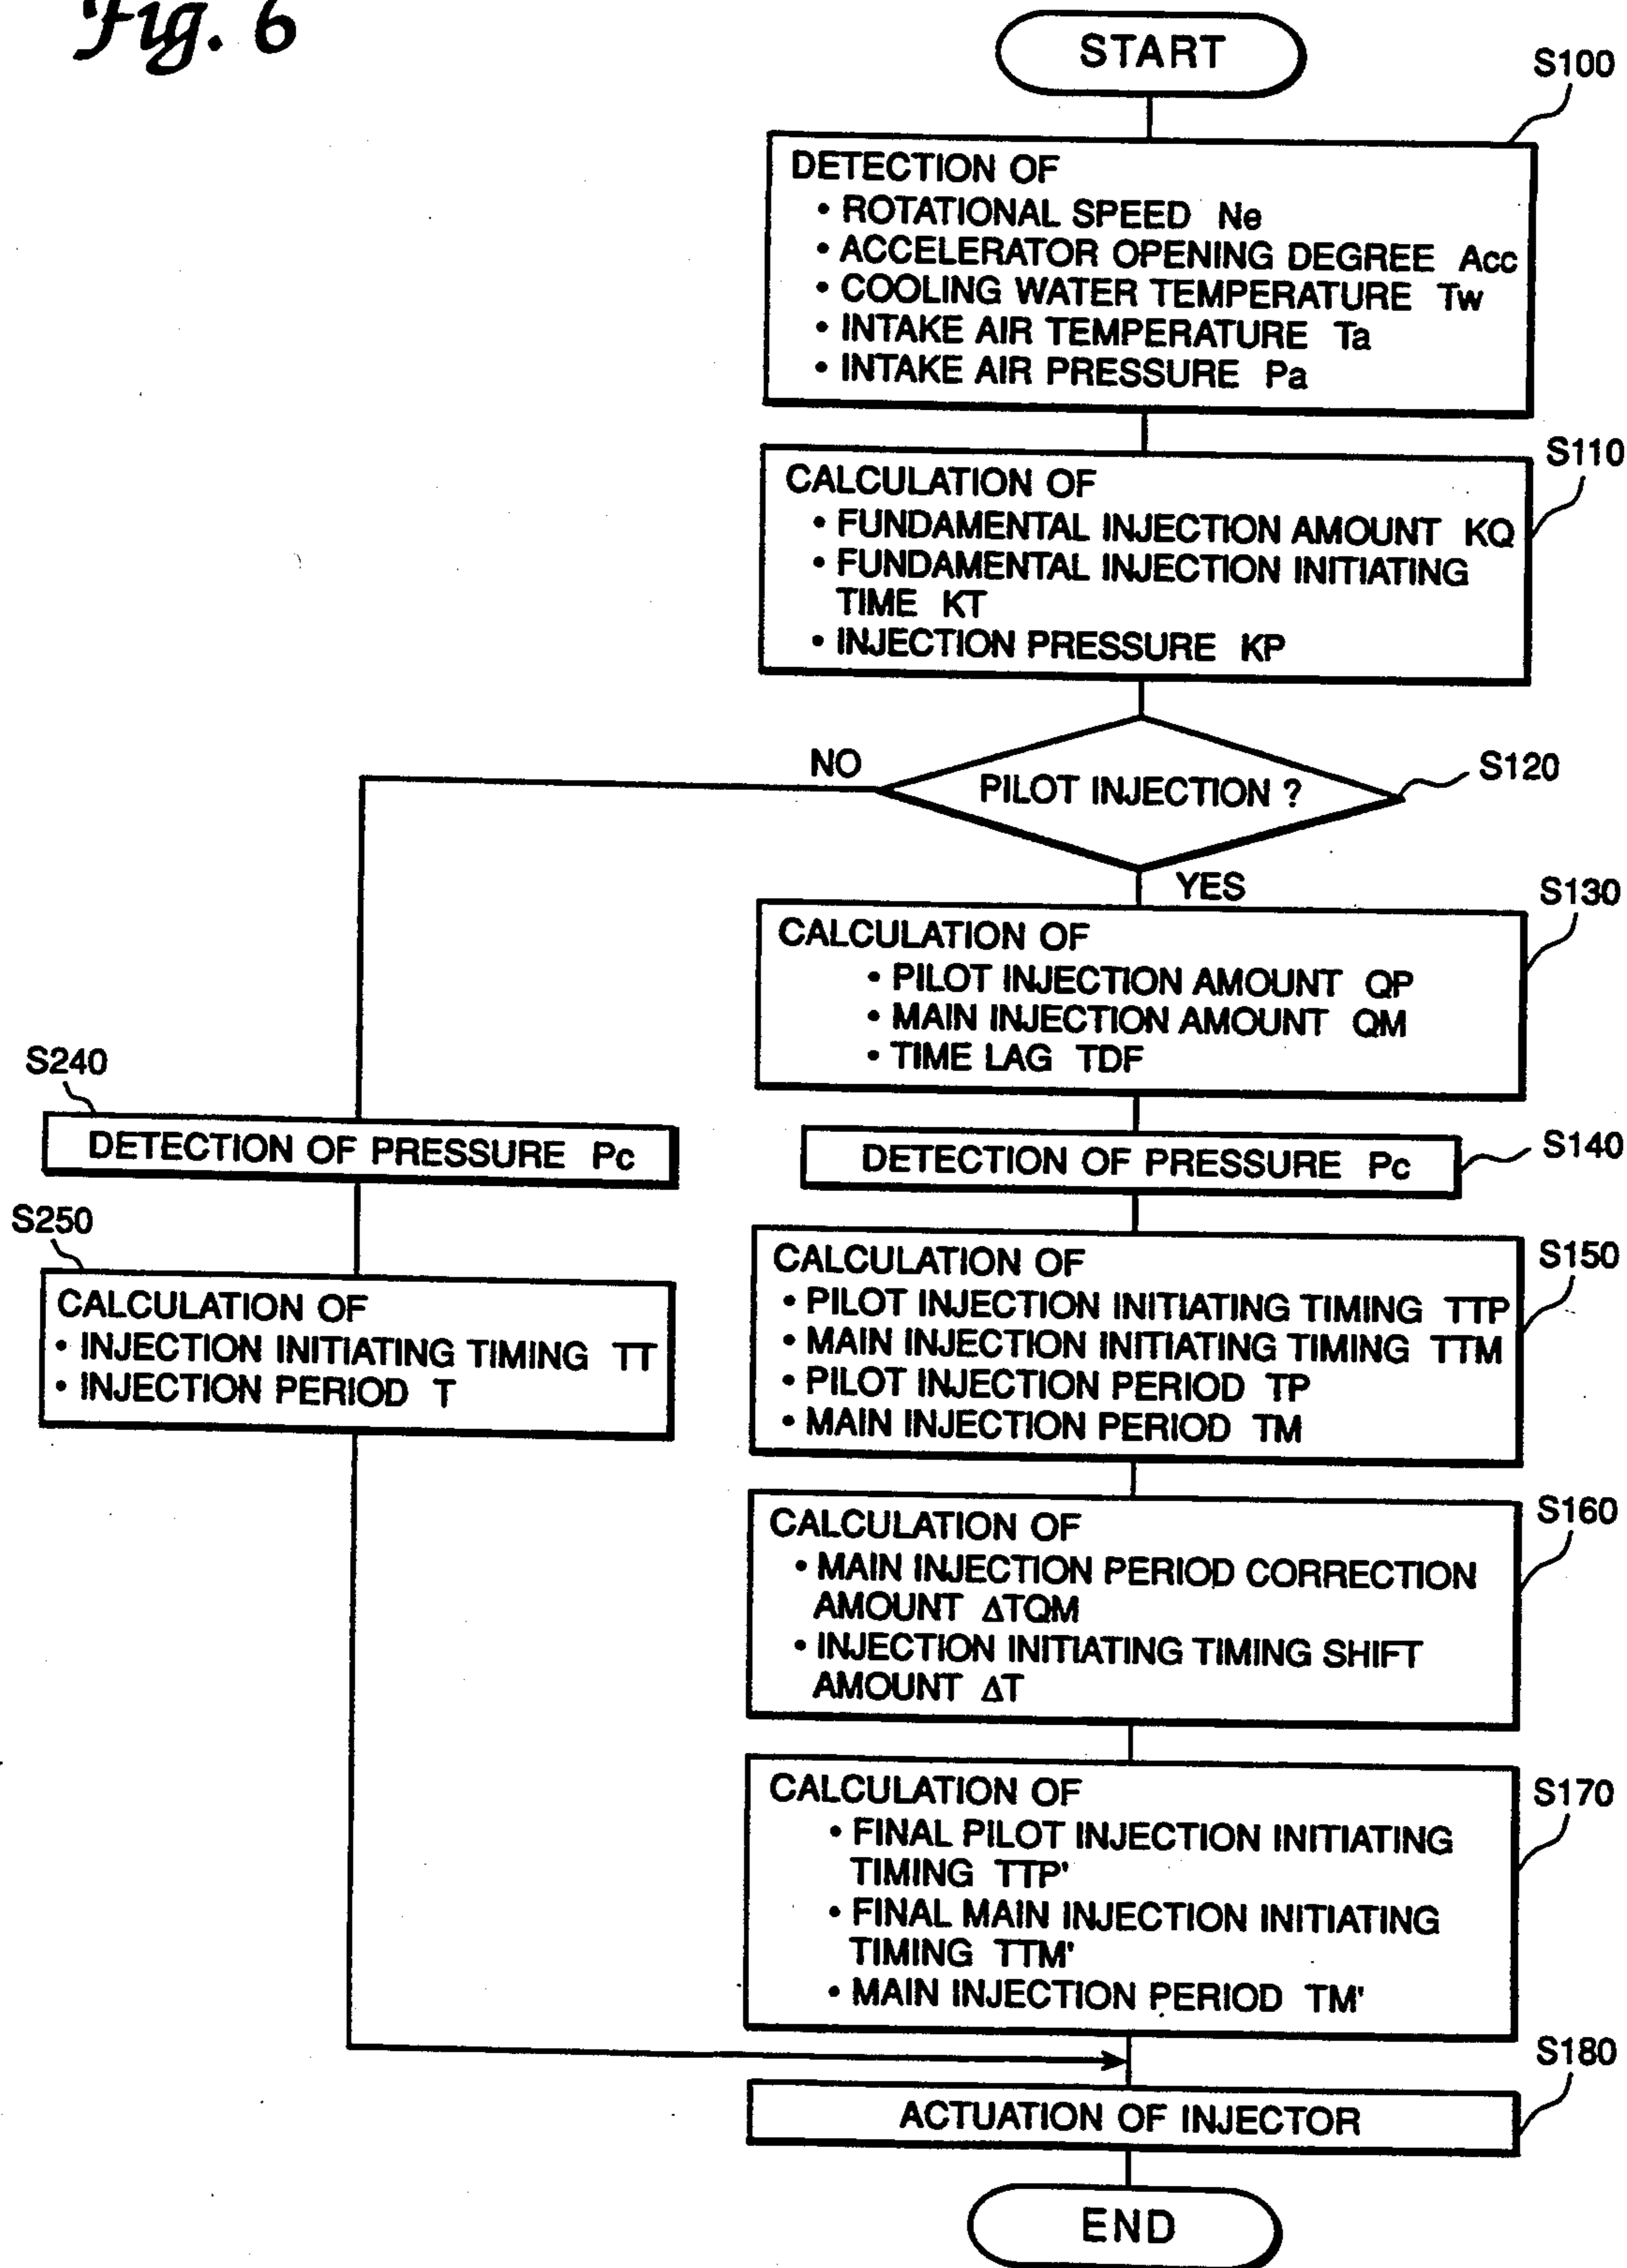 Fig. 6
START
S100
DETECTION OF
• ROTATIONAL SPEED Ne
• ACCELERATOR OPENING DEGREE Acc
• COOLING WATER TEMPERATURE Tw
• INTAKE AIR TEMPERATURE Ta
• INTAKE AIR PRESSURE Pa
S110
CALCULATION OF
• FUNDAMENTAL INJECTION AMOUNT KQ
• FUNDAMENTAL INJECTION INITIATING
TIME KT
• INJECTION PRESSURE KP
NO
PILOT INJECTION ?
S120
YES
S130
CALCULATION OF
• PILOT INJECTION AMOUNT QP
• MAIN INJECTION AMOUNT QM
• TIME LAG TDF
S240
DETECTION OF PRESSURE Pc
S140
DETECTION OF PRESSURE Pc
S250
CALCULATION OF
• INJECTION INITIATING TIMING TT
• INJECTION PERIOD T
S150
CALCULATION OF
• PILOT INJECTION INITIATING TIMING TTP
• MAIN INJECTION INITIATING TIMING TTM
• PILOT INJECTION PERIOD TP
• MAIN INJECTION PERIOD TM
S160
CALCULATION OF
• MAIN INJECTION PERIOD CORRECTION
AMOUNT ΔTQM
• INJECTION INITIATING TIMING SHIFT
AMOUNT ΔT
S170
CALCULATION OF
• FINAL PILOT INJECTION INITIATING
TIMING TTP'
• FINAL MAIN INJECTION INITIATING
TIMING TTM'
• MAIN INJECTION PERIOD TM'
S180
ACTUATION OF INJECTOR
END